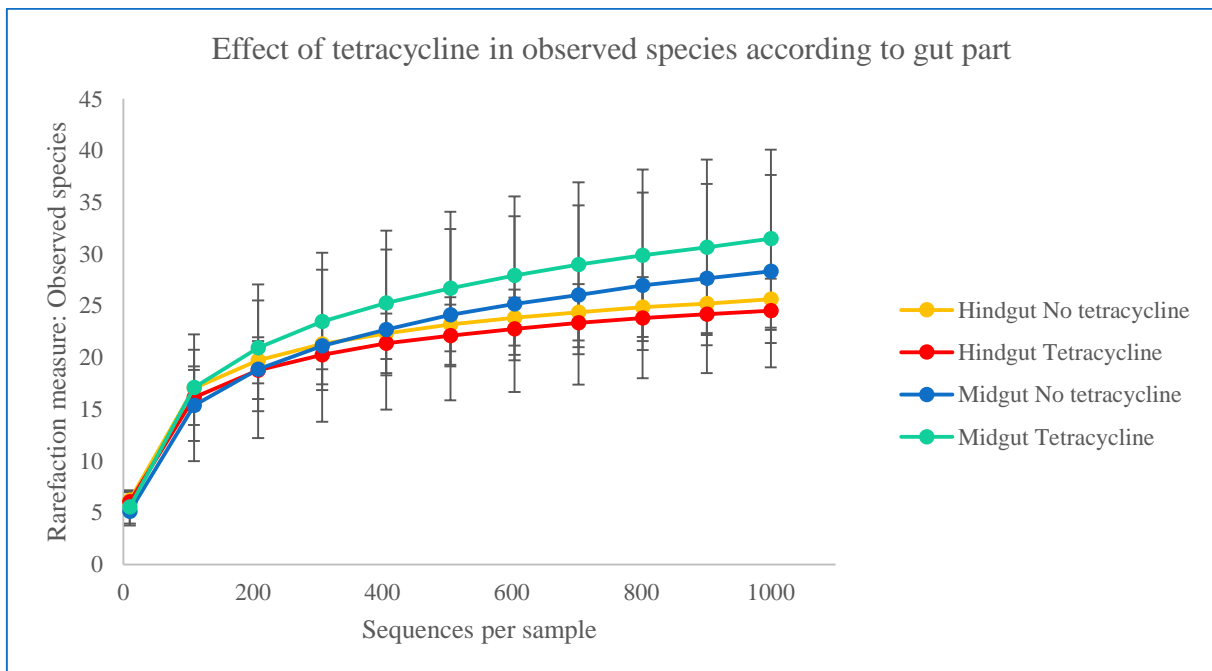 Effect of tetracycline in observed species according to gut part
Rarefaction measure: Observed species
45
40
35
30
25
20
15
10
5
0
0 200 400 600 800 1000
Sequences per sample
Hindgut No tetracycline
Hindgut Tetracycline
Midgut No tetracycline
Midgut Tetracycline